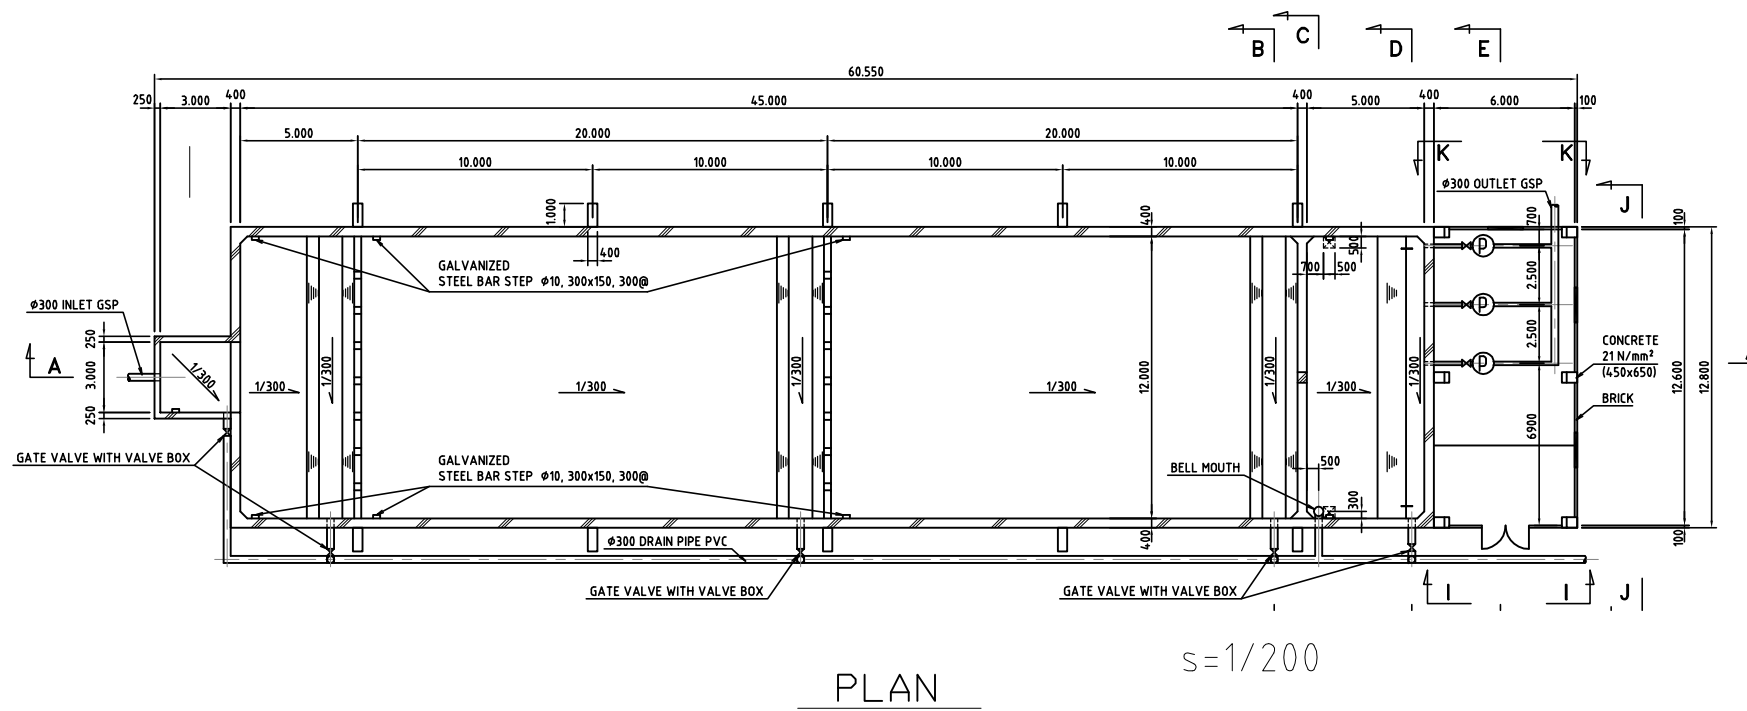 B
C
D
E
60.550
250
3.000
400
45.000
400
5.000
400
6.000
100
5.000
20.000
20.000
10.000
10.000
10.000
10.000
K
K
Ø300 OUTLET GSP
J
1.000
400
700
100
500
400
700
500
GALVANIZED
STEEL BAR STEP Ø10, 300x150, 300@
P
2.500
P
2.500
P
Ø300 INLET GSP
250
3.000
250
A
1/300
1/300
1/300
1/300
1/300
1/300
12.000
1/300
1/300
1/300
CONCRETE
21 N/mm²
(450x650)
BRICK
12.600
12.800
6900
GATE VALVE WITH VALVE BOX
GALVANIZED
STEEL BAR STEP Ø10, 300x150, 300@
BELL MOUTH
500
300
Ø300 DRAIN PIPE PVC
400
100
GATE VALVE WITH VALVE BOX
GATE VALVE WITH VALVE BOX
I
I
J
s=1/200
PLAN